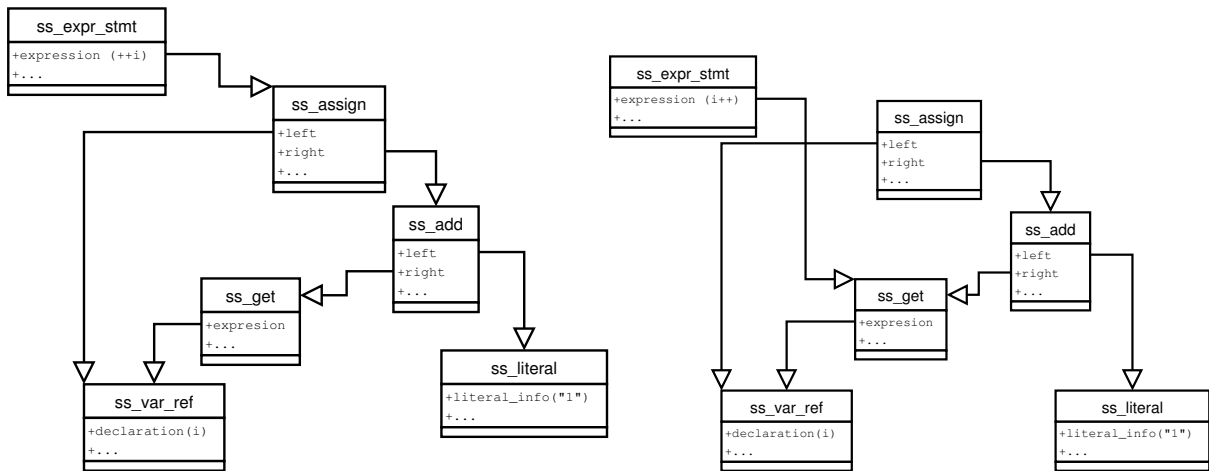 ss_expr_stmt
+expression (++i)
+...
ss_assign
+left
+right
+...
ss_add
+left
+right
+...
ss_get
+expresion
+...
ss_literal
+literal_info("1")
+...
ss_var_ref
+declaration(i)
+...
ss_expr_stmt
+expression (i++)
+...
ss_assign
+left
+right
+...
ss_add
+left
+right
+...
ss_get
+expresion
+...
ss_var_ref
+declaration(i)
+...
ss_literal
+literal_info("1")
+...